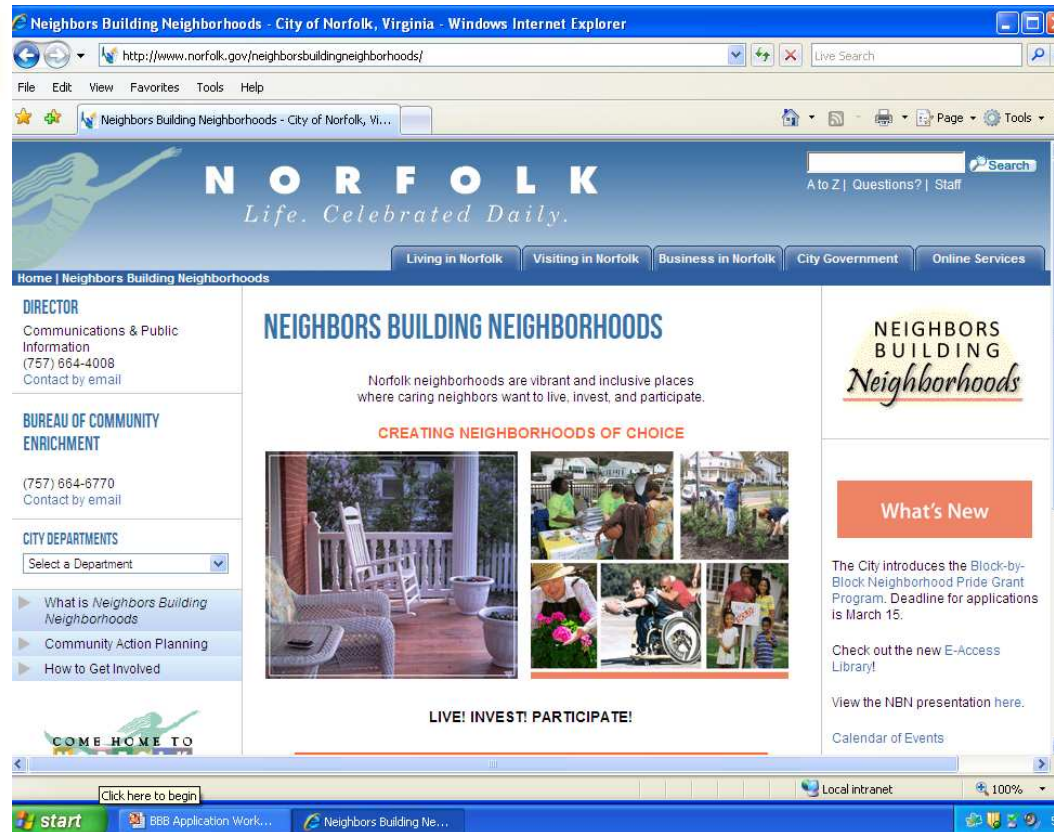 Neighbors Building Neighborhoods - City of Norfolk, Virginia - Windows Internet Explorer
http://www.norfolk.gov/neighborsbuildingneighborhoods/
Live Search
File Edit View Favorites Tools Help
Neighbors Building Neighborhoods - City of Norfolk, Vi...
Page Tools
NORFOLK
Life. Celebrated Daily.
Search
A to Z | Questions? | Staff
Living in Norfolk Visiting in Norfolk Business in Norfolk City Government Online Services
Home | Neighbors Building Neighborhoods
DIRECTOR
Communications & Public
Information
(757) 664-4008
Contact by email
BUREAU OF COMMUNITY
ENRICHMENT
(757) 664-6770
Contact by email
CITY DEPARTMENTS
Select a Department
What is Neighbors Building
Neighborhoods
Community Action Planning
How to Get Involved
COME HOME TO
NEIGHBORS BUILDING NEIGHBORHOODS
Norfolk neighborhoods are vibrant and inclusive places
where caring neighbors want to live, invest, and participate.
CREATING NEIGHBORHOODS OF CHOICE
LIVE! INVEST! PARTICIPATE!
NEIGHBORS
BUILDING
Neighborhoods
What's New
The City introduces the Block-by-
Block Neighborhood Pride Grant
Program. Deadline for applications
is March 15.
Check out the new E-Access
Library!
View the NBN presentation here.
Calendar of Events
Click here to begin
Local intranet
100%
start
BBB Application Work...
Neighbors Building Ne...